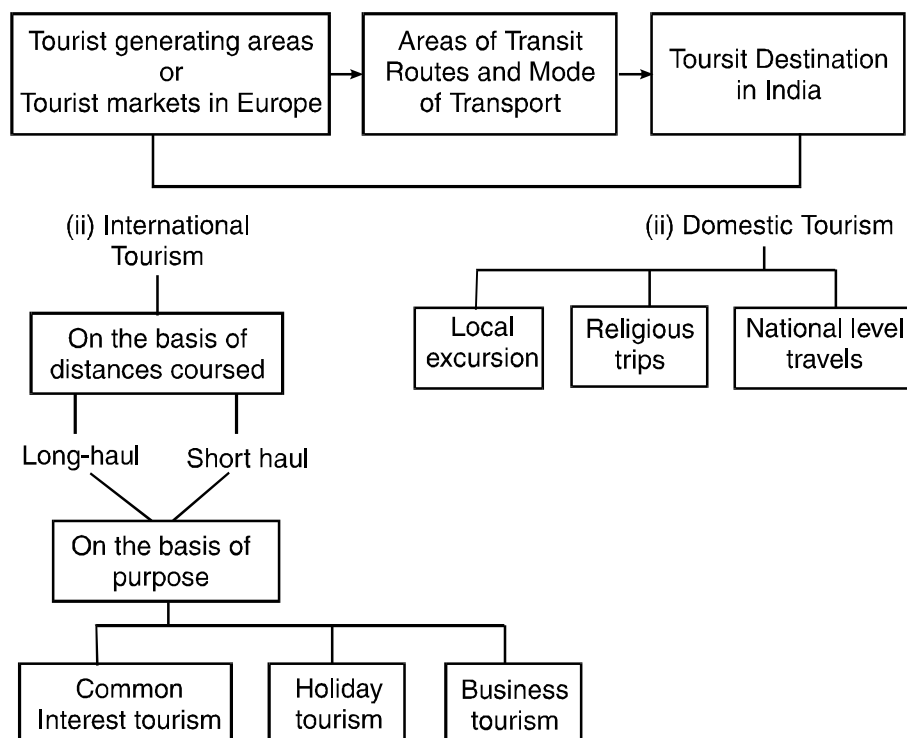 Tourist generating areas
or
Tourist markets in Europe
Areas of Transit
Routes and Mode
of Transport
Toursit Destination
in India
(ii) International
Tourism
(ii) Domestic Tourism
On the basis of
distances coursed
Local
excursion
Religious
trips
National level
travels
Long-haul
Short haul
On the basis of
purpose
Common
Interest tourism
Holiday
tourism
Business
tourism